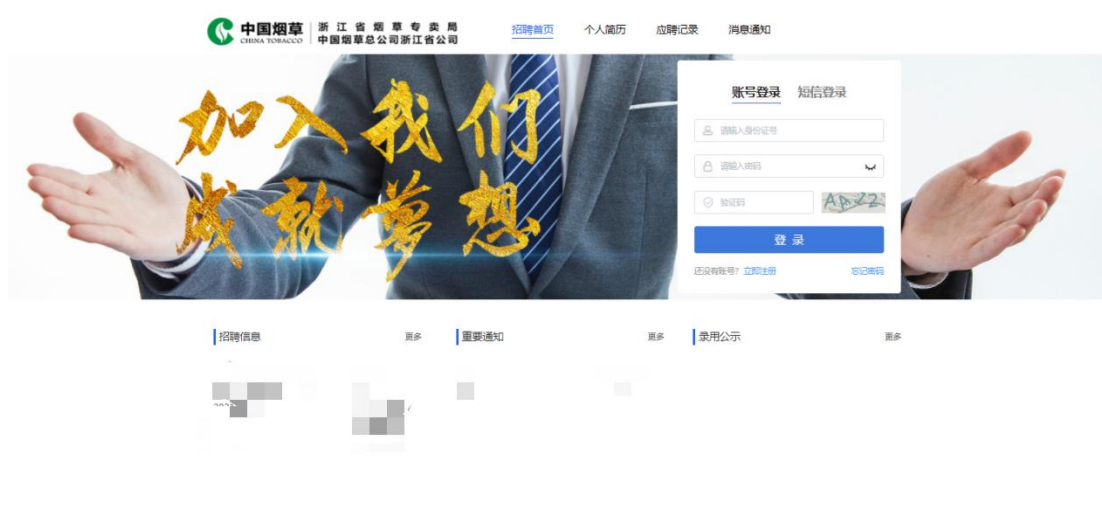 中国烟草
CHINA TOBACCO
浙江省烟草专卖局
中国烟草总公司浙江省公司
招聘首页 个人简历 应聘记录 消息通知
加入我们
成就夢想
账号登录 短信登录
请输入身份证号
请输入密码
验证码
登 录
还没有账号? 立即注册 忘记密码
招聘信息 更多 重要通知 更多 录用公示 更多